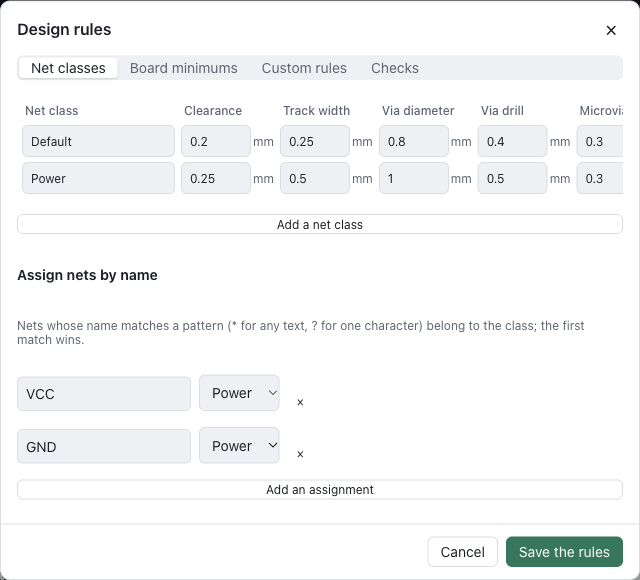 Design rules ×
Net classes Board minimums Custom rules Checks
Net class Clearance Track width Via diameter Via drill Microvi
Default 0.2 mm 0.25 mm 0.8 mm 0.4 mm 0.3
Power 0.25 mm 0.5 mm 1 mm 0.5 mm 0.3
Add a net class
Assign nets by name
Nets whose name matches a pattern (* for any text, ? for one character) belong to the class; the first
match wins.
VCC Power ×
GND Power ×
Add an assignment
Cancel Save the rules